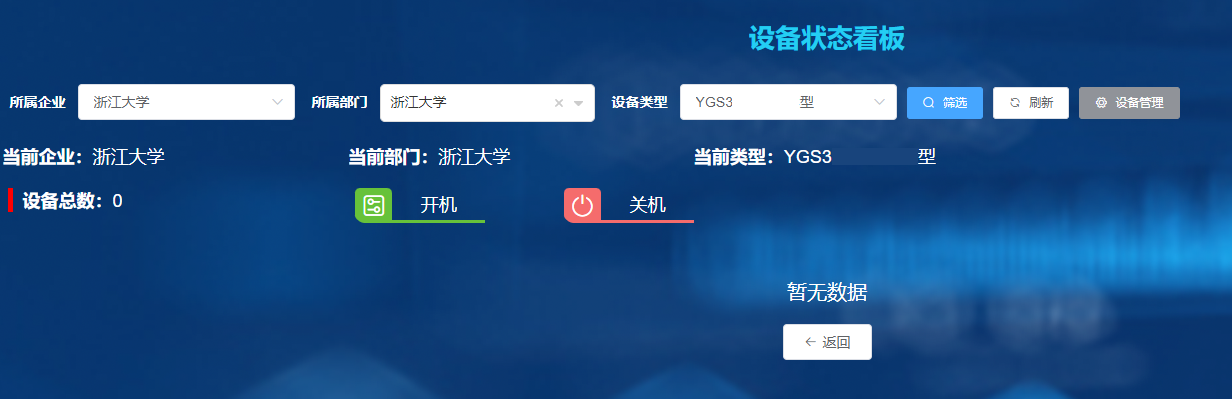 设备状态看板
所属企业 浙江大学 所属部门 浙江大学 设备类型 YGS3 型 筛选 刷新 设备管理
当前企业：浙江大学 当前部门：浙江大学 当前类型：YGS3 型
设备总数：0 开机 关机
暂无数据
返回